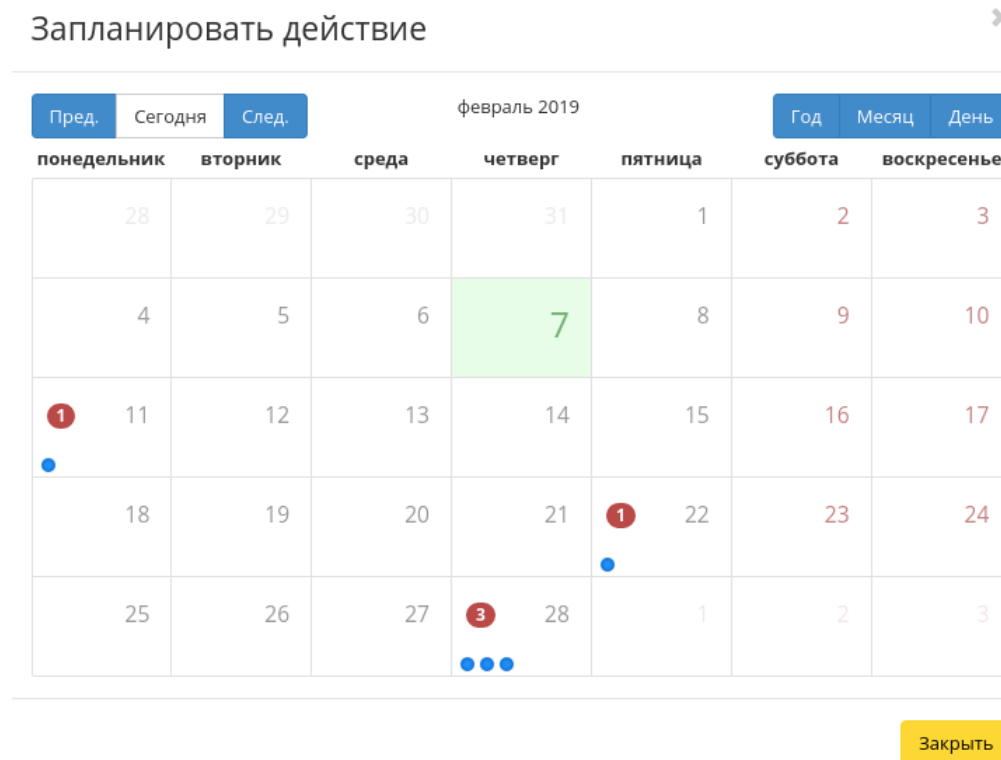 Запланировать действие
Пред. Сегодня След. февраль 2019 Год Месяц День
понедельник вторник среда четверг пятница суббота воскресенье
28 29 30 31 1 2 3
4 5 6 7 8 9 10
1 11 12 13 14 15 16 17
18 19 20 21 1 22 23 24
25 26 27 3 28 1 2 3
Закрыть